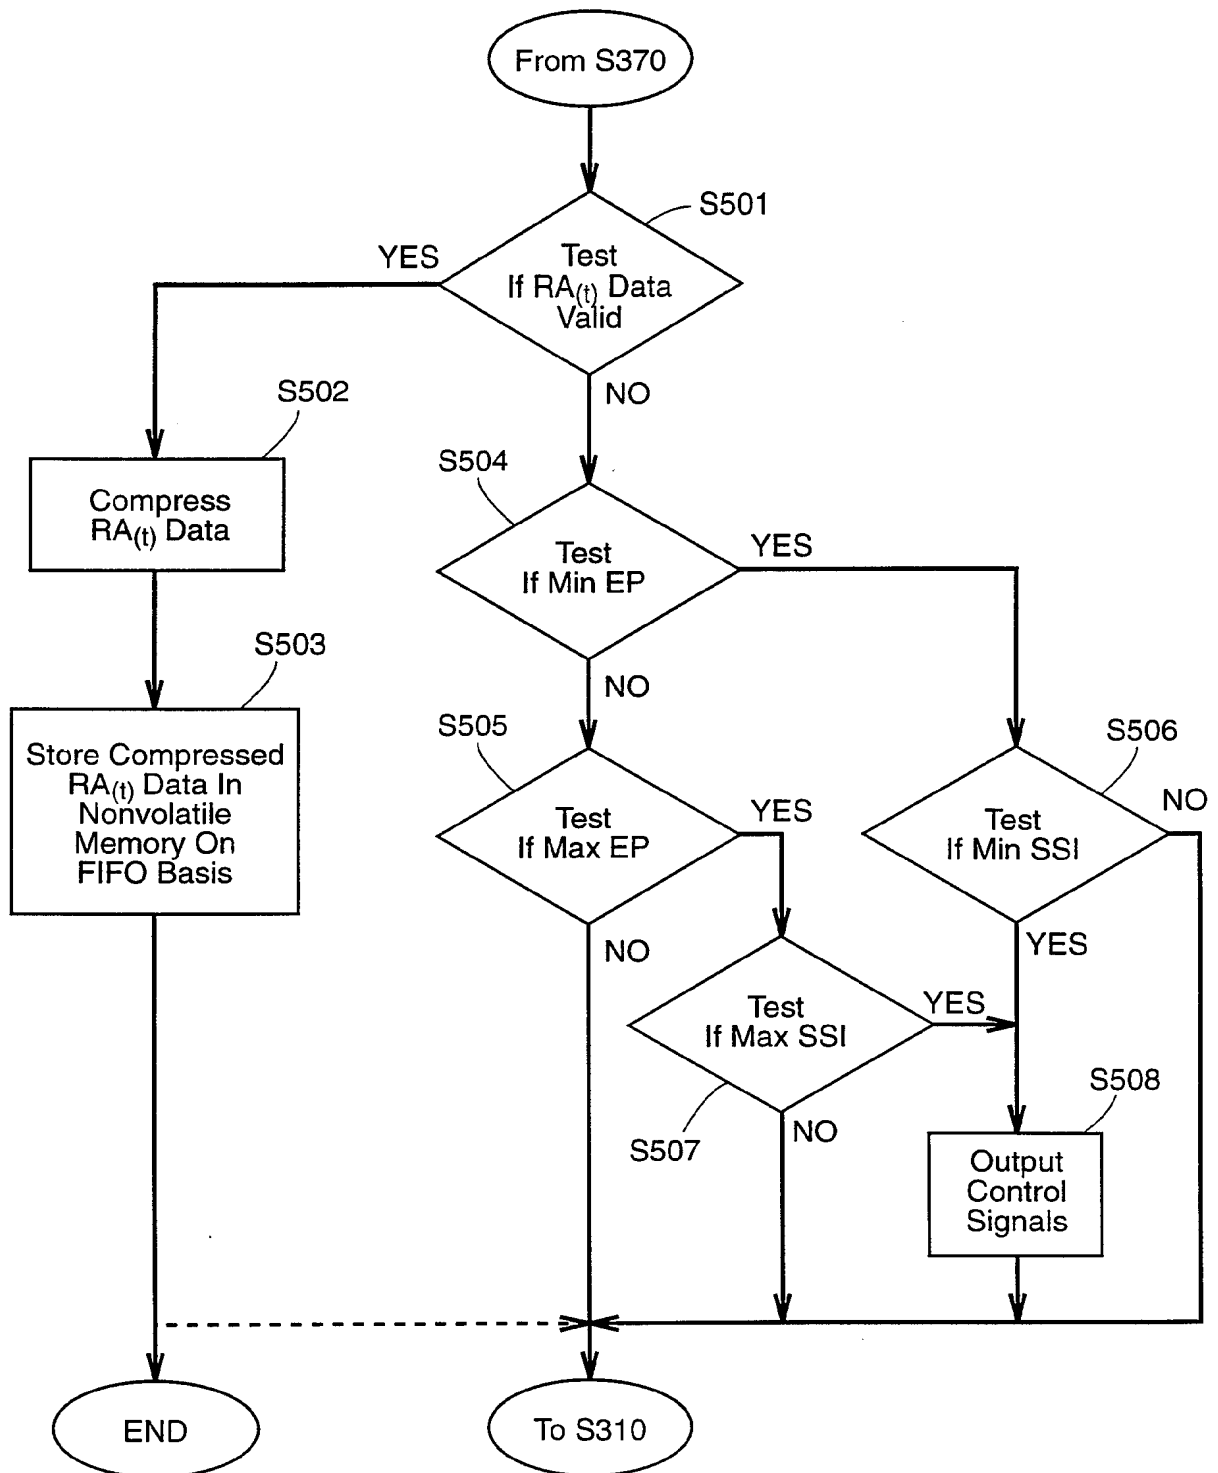 From S370
S501
YES
Test
If RA(t) Data
Valid
NO
S502
Compress
RA(t) Data
S504
Test
If Min EP
YES
NO
S503
Store Compressed
RA(t) Data In
Nonvolatile
Memory On
FIFO Basis
S505
Test
If Max EP
YES
NO
S506
Test
If Min SSI
NO
YES
Test
If Max SSI
YES
S507
NO
S508
Output
Control
Signals
END
To S310